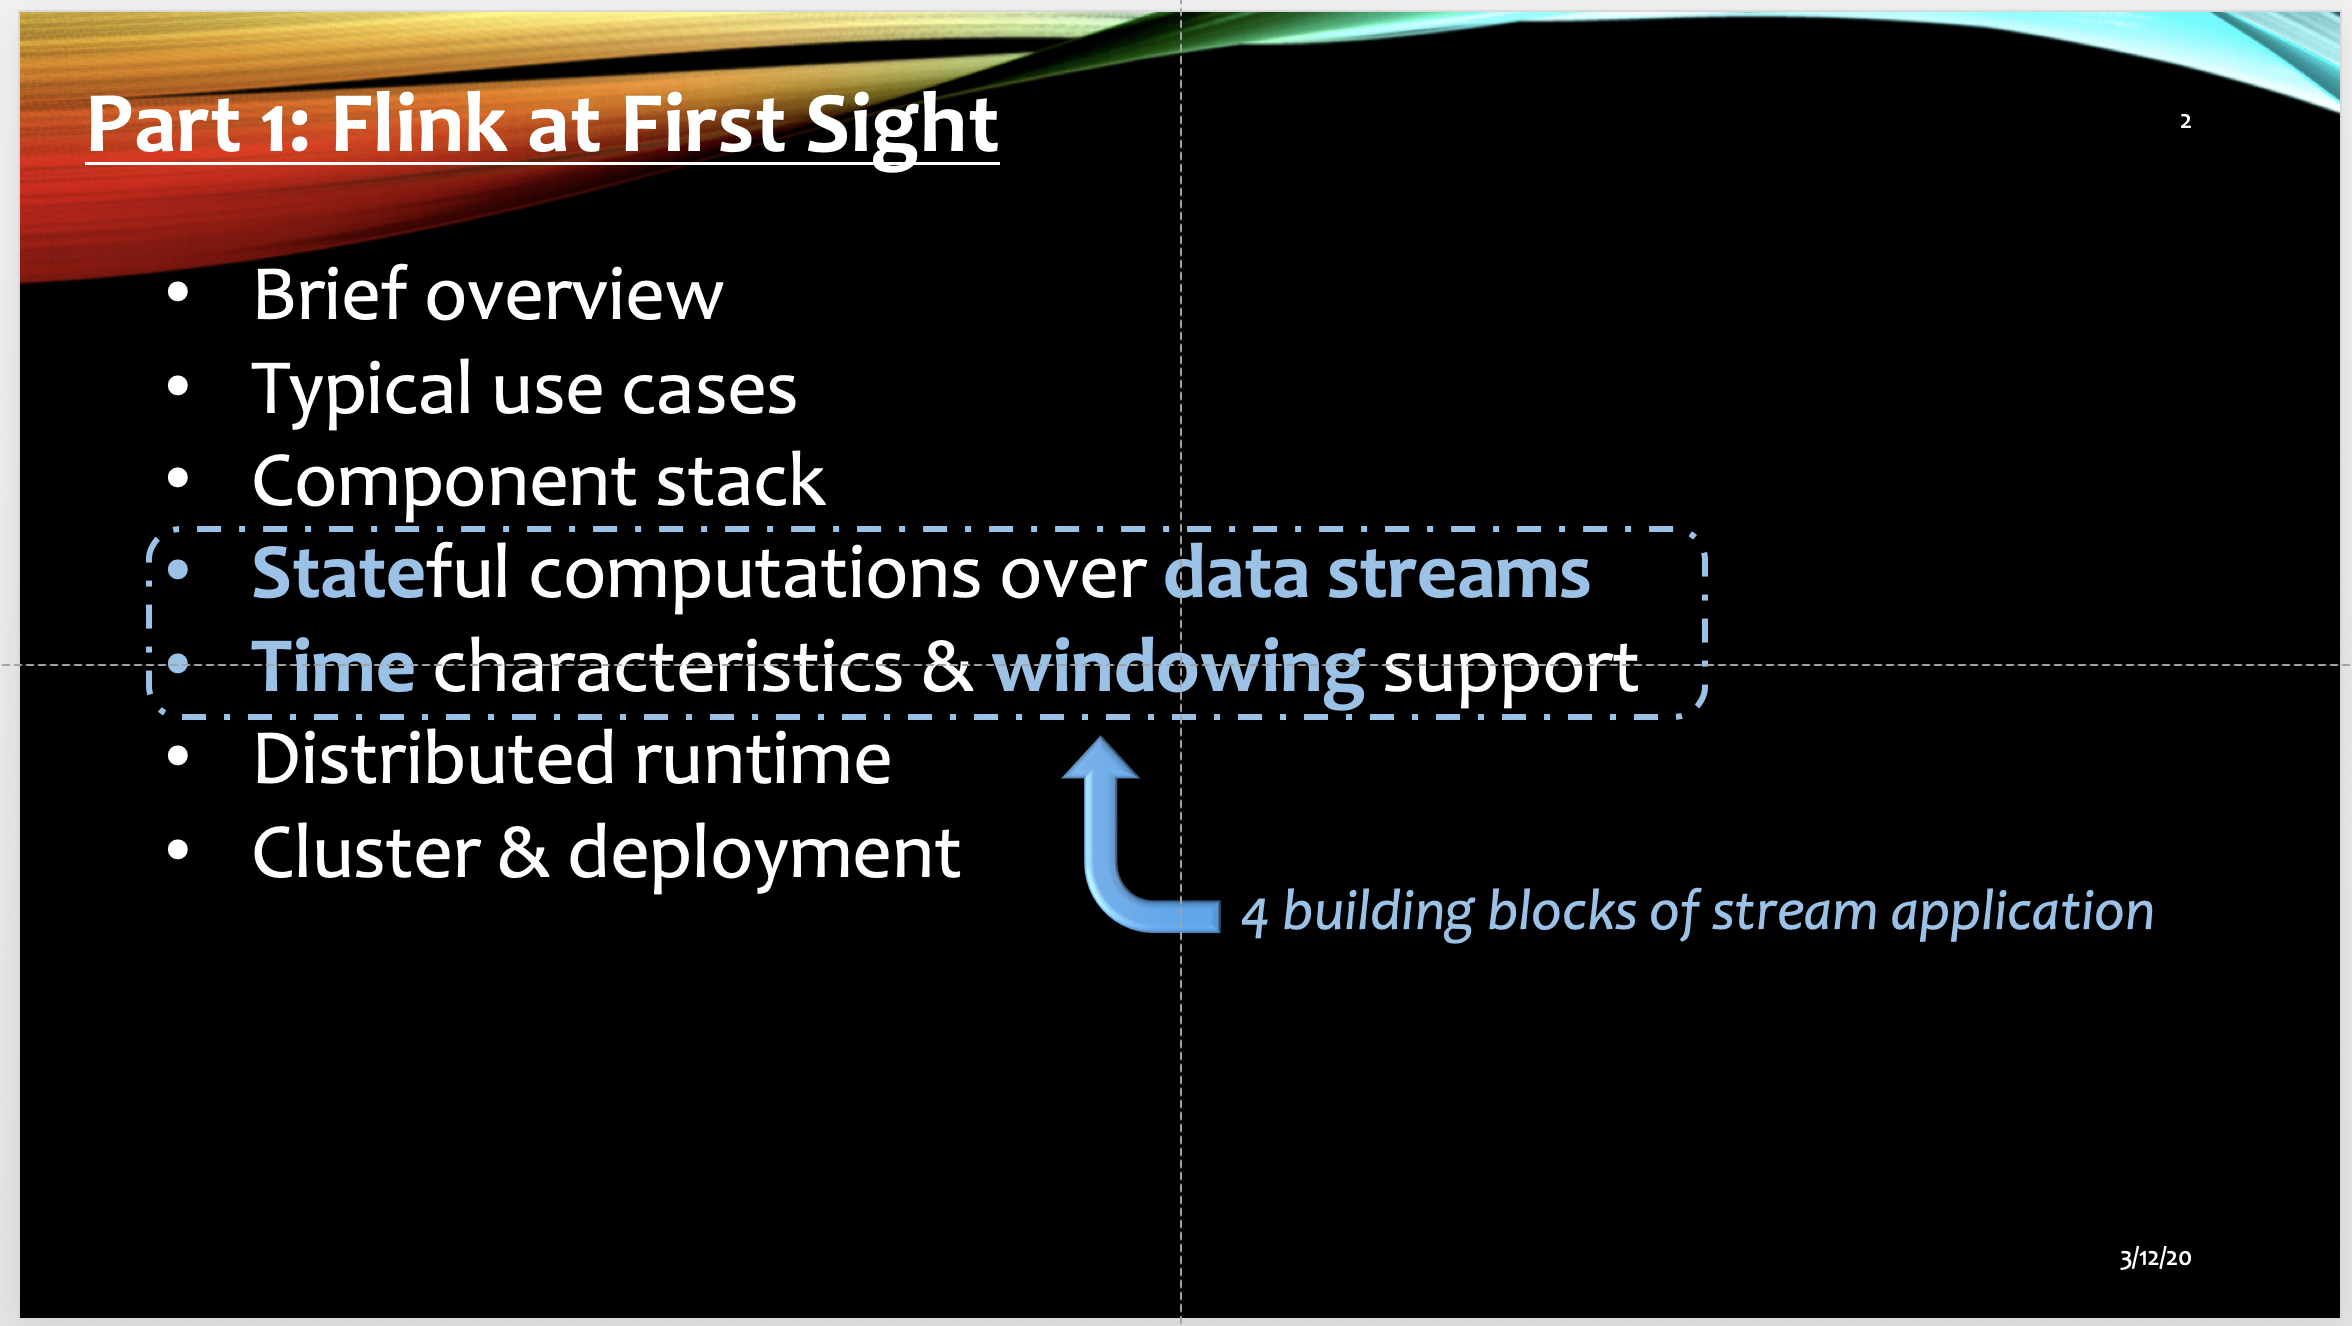 Part 1: Flink at First Sight
2
• Brief overview
• Typical use cases
• Component stack
• Stateful computations over data streams
• Time characteristics & windowing support
• Distributed runtime
• Cluster & deployment
4 building blocks of stream application
3/12/20